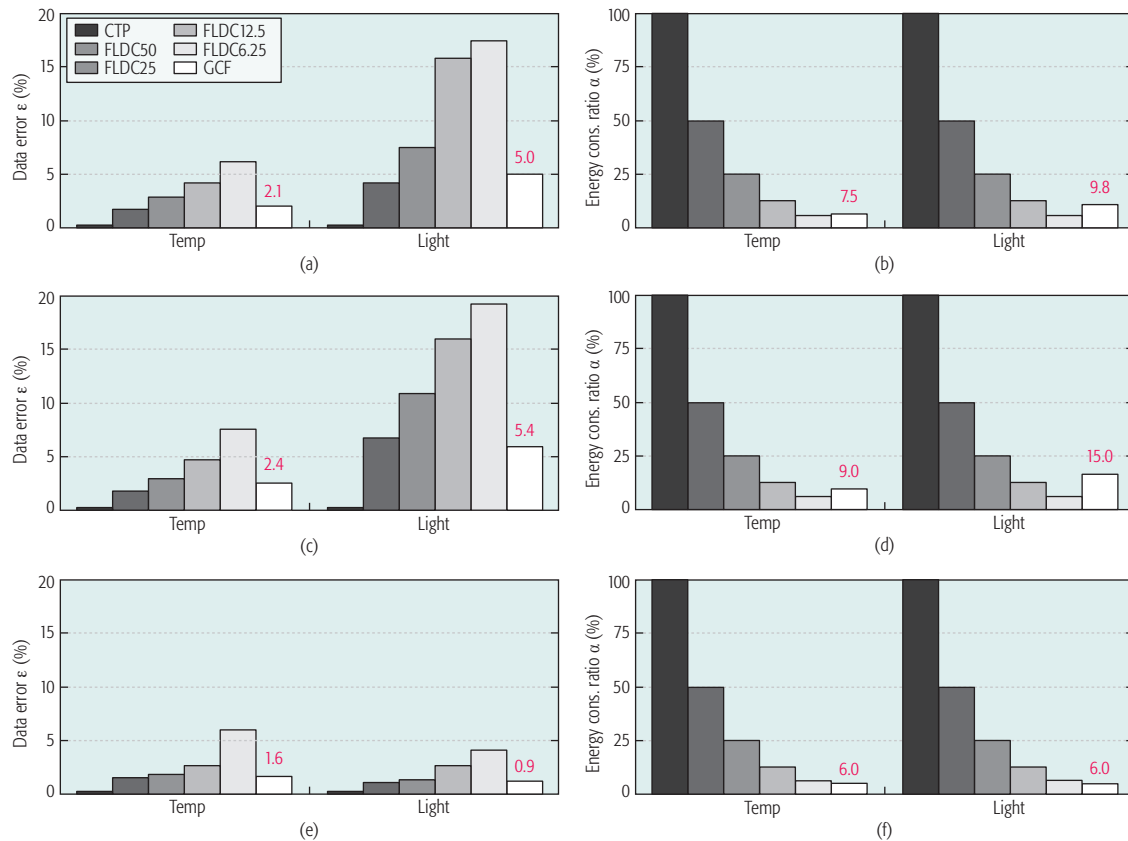 20
15
10
5
0
Data error ε (%)
CTP
FLDC50
FLDC25
FLDC12.5
FLDC6.25
GCF
2.1
5.0
Temp
Light
(a)
100
75
50
25
0
Energy cons. ratio α (%)
7.5
9.8
Temp
Light
(b)
20
15
10
5
0
Data error ε (%)
2.4
5.4
Temp
Light
(c)
100
75
50
25
0
Energy cons. ratio α (%)
9.0
15.0
Temp
Light
(d)
20
15
10
5
0
Data error ε (%)
1.6
0.9
Temp
Light
(e)
100
75
50
25
0
Energy cons. ratio α (%)
6.0
6.0
Temp
Light
(f)